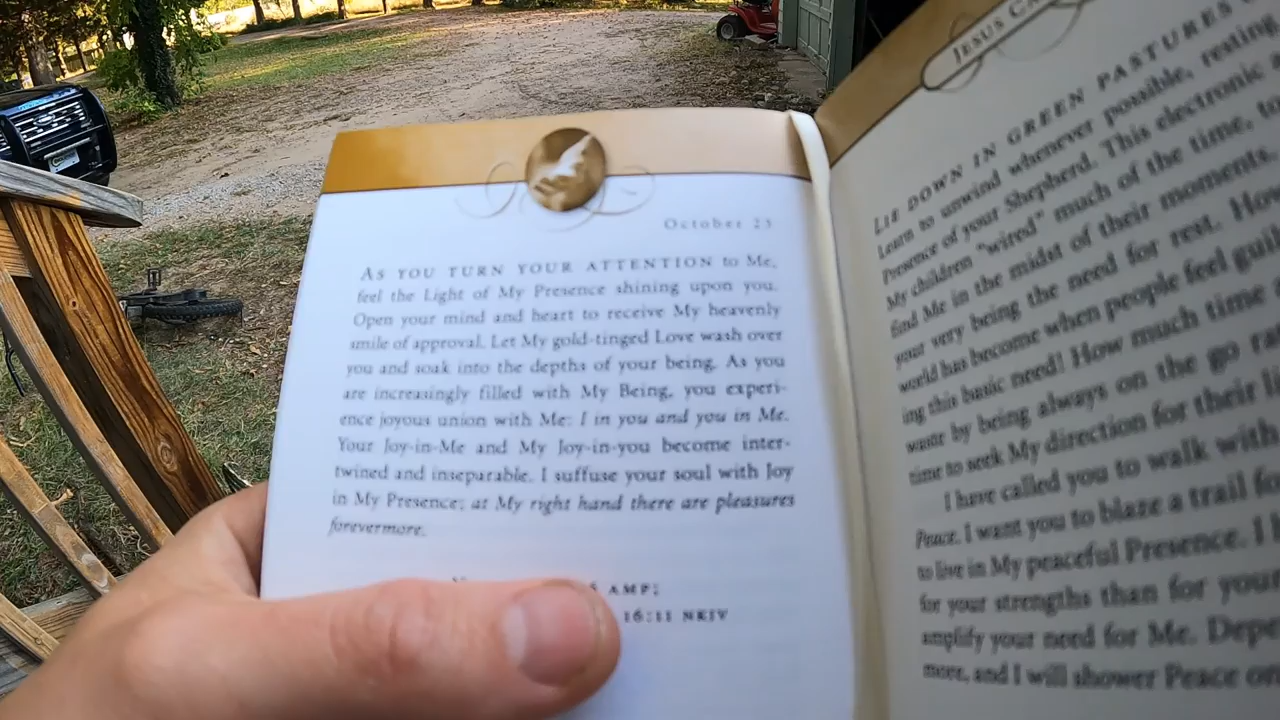 October 23
AS YOU TURN YOUR ATTENTION to Me,
feel the Light of My Presence shining upon you.
Open your mind and heart to receive My heavenly
smile of approval. Let My gold-tinged Love wash over
you and soak into the depths of your being. As you
are increasingly filled with My Being, you experi-
ence joyous union with Me: I in you and you in Me.
Your Joy-in-Me and My Joy-in-you become inter-
twined and inseparable. I suffuse your soul with Joy
in My Presence; at My right hand there are pleasures
forevermore.
AMP;
16:11 NKJV
JESUS
LIE DOWN IN GREEN PASTURES
Learn to unwind whenever possible, resting
Presence of your Shepherd. This electronic
My children "wired" much of the time, to
find Me in the midst of their moments.
your very being the need for rest. How
world has become when people feel
ing this basic need! How much time
waste by being always on the go
time to seek My direction for their
I have called you to walk with
Peace. I want you to blaze a trail
to live in My peaceful Presence. I
for your strengths than for your
amplify your need for Me.
more, and I will shower Peace on